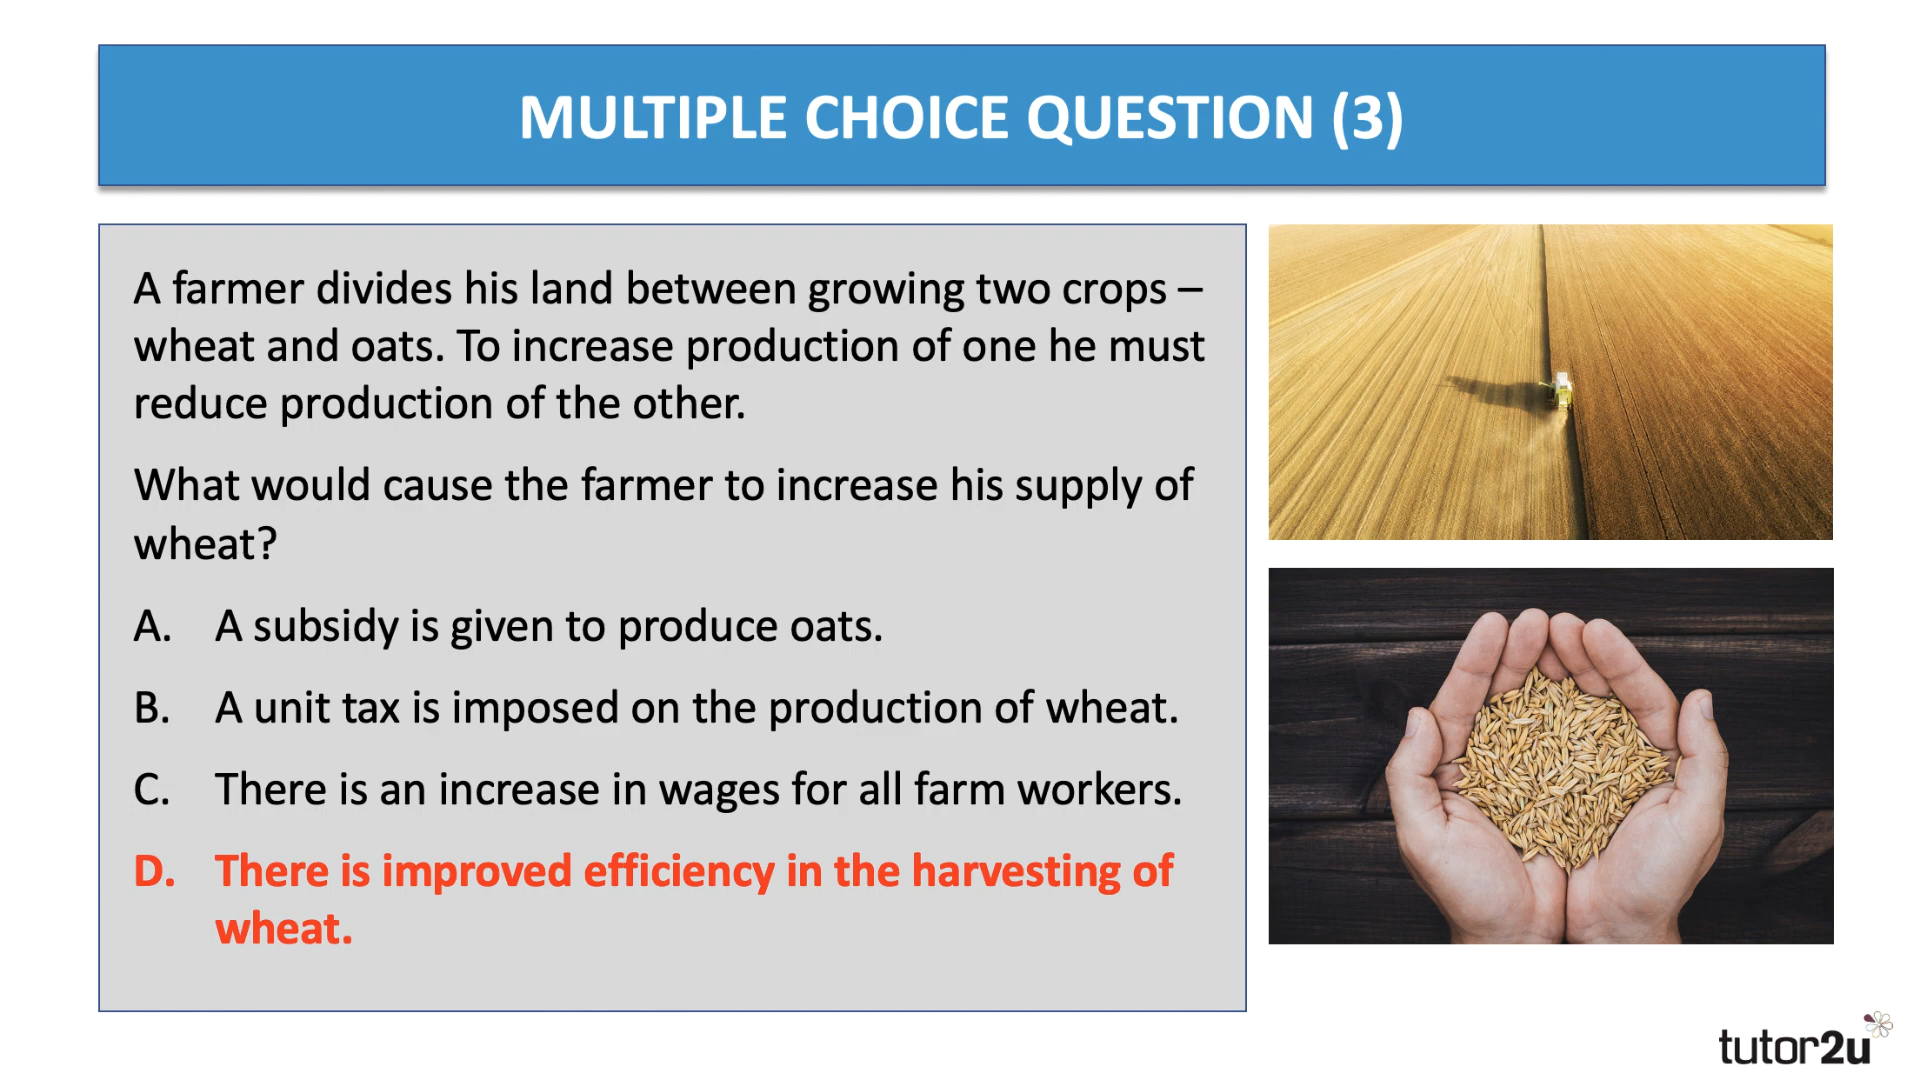 MULTIPLE CHOICE QUESTION (3)
A farmer divides his land between growing two crops –
wheat and oats. To increase production of one he must
reduce production of the other.
What would cause the farmer to increase his supply of
wheat?
A. A subsidy is given to produce oats.
B. A unit tax is imposed on the production of wheat.
C. There is an increase in wages for all farm workers.
D. There is improved efficiency in the harvesting of
wheat.
tutor2u